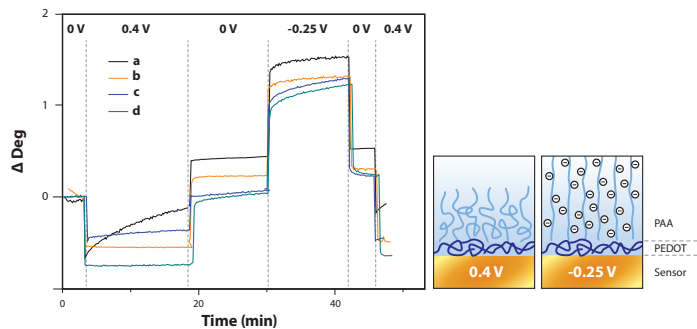 0 V 0.4 V 0 V -0.25 V 0 V 0.4 V
a
b
c
d
2
1
0
Δ Deg
0 20 40
Time (min)
0.4 V
-0.25 V
PAA
PEDOT
Sensor